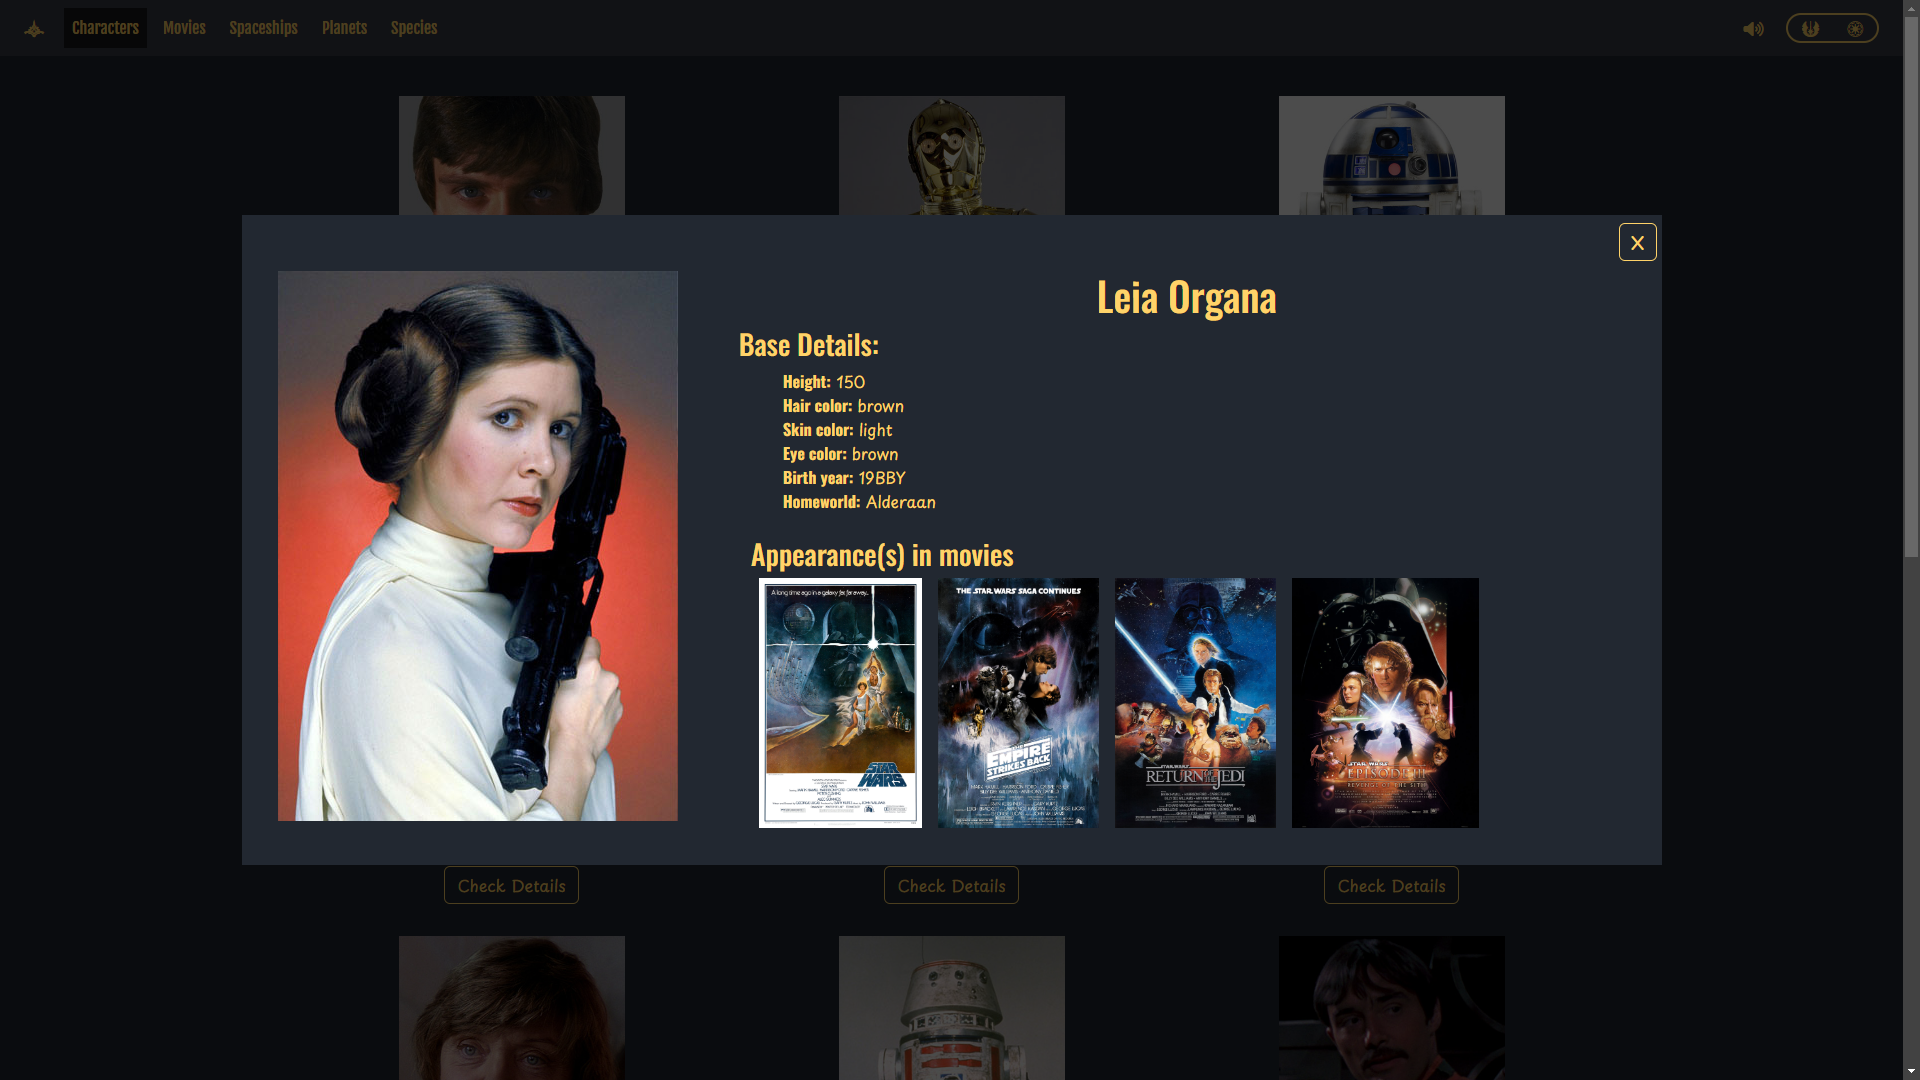 Characters Movies Spaceships Planets Species
X
Leia Organa
Base Details:
Height: 150
Hair color: brown
Skin color: light
Eye color: brown
Birth year: 19BBY
Homeworld: Alderaan
Appearance(s) in movies
A long time ago in a galaxy far far away...
STAR WARS
THE STAR WARS SAGA CONTINUES
THE EMPIRE STRIKES BACK
STAR WARS
RETURN OF THE JEDI
STAR WARS
EPISODE III
REVENGE OF THE SITH
Check Details Check Details Check Details